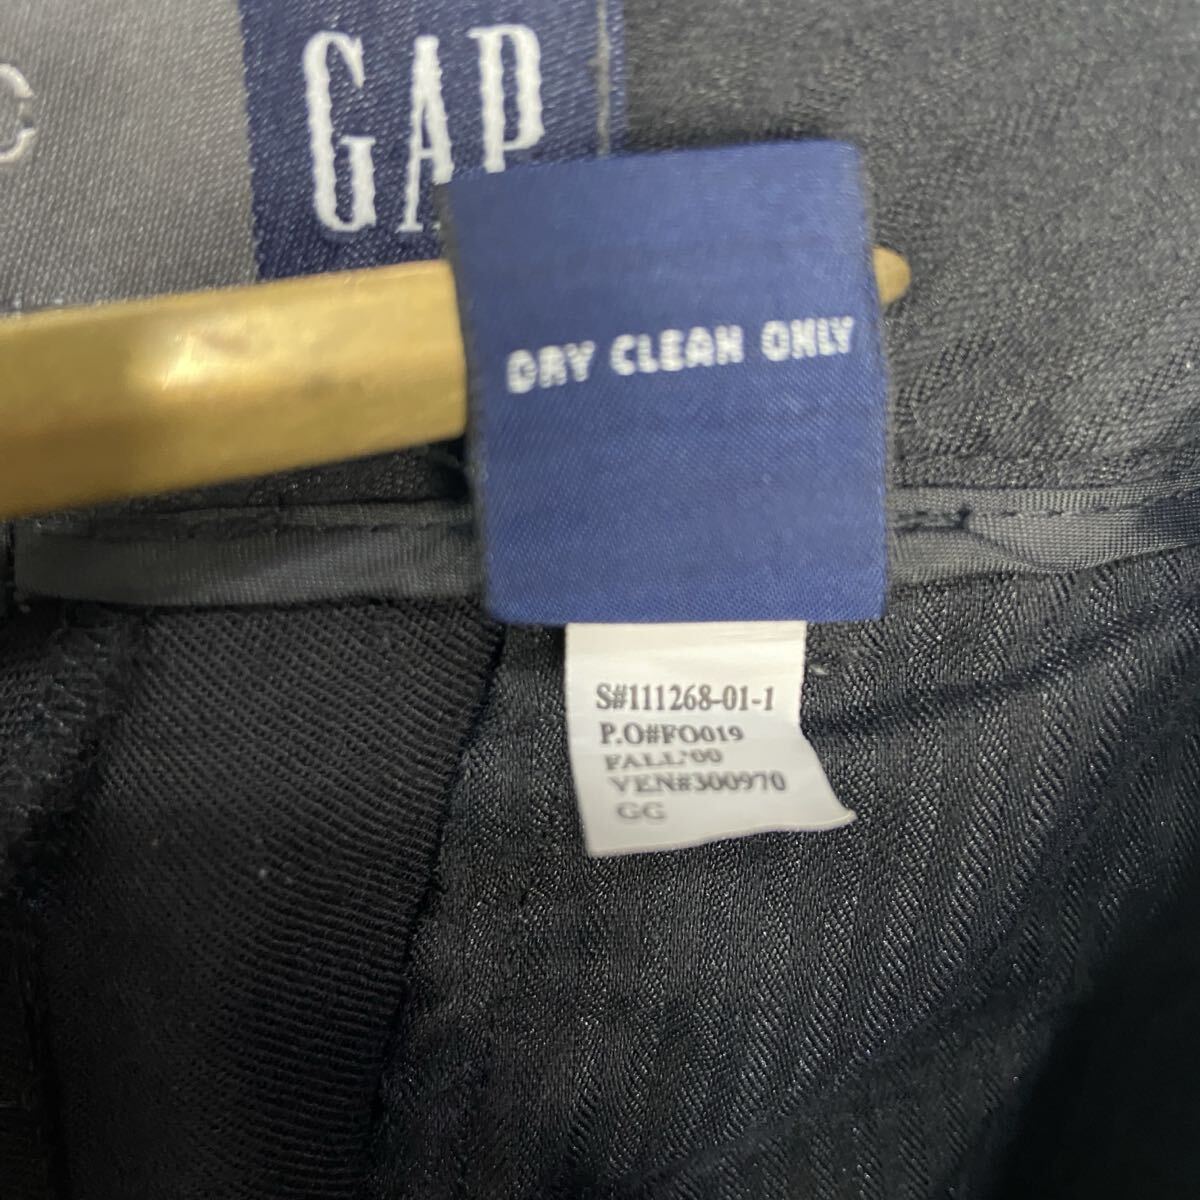 C
GAP
DRY CLEAN ONLY
S#111268-01-1
P.O#FO019
FALL'00
VEN#300970
GG